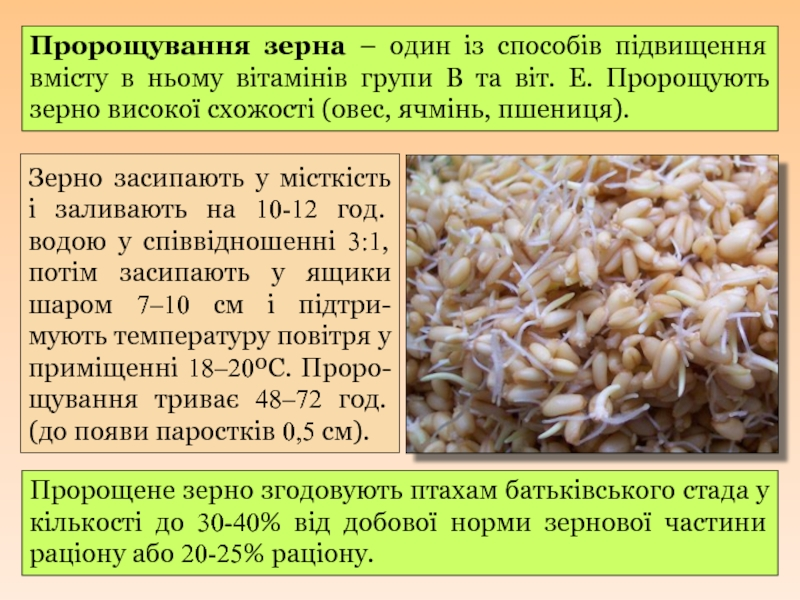 Пророщування зерна – один із способів підвищення
вмісту в ньому вітамінів групи В та віт. Е. Пророщують
зерно високої схожості (овес, ячмінь, пшениця).
Зерно засипають у місткість
і заливають на 10-12 год.
водою у співвідношенні 3:1,
потім засипають у ящики
шаром 7–10 см і підтри-
мують температуру повітря у
приміщенні 18–20ºС. Проро-
щування триває 48–72 год.
(до появи паростків 0,5 см).
Пророщене зерно згодовують птахам батьківського стада у
кількості до 30-40% від добової норми зернової частини
раціону або 20-25% раціону.